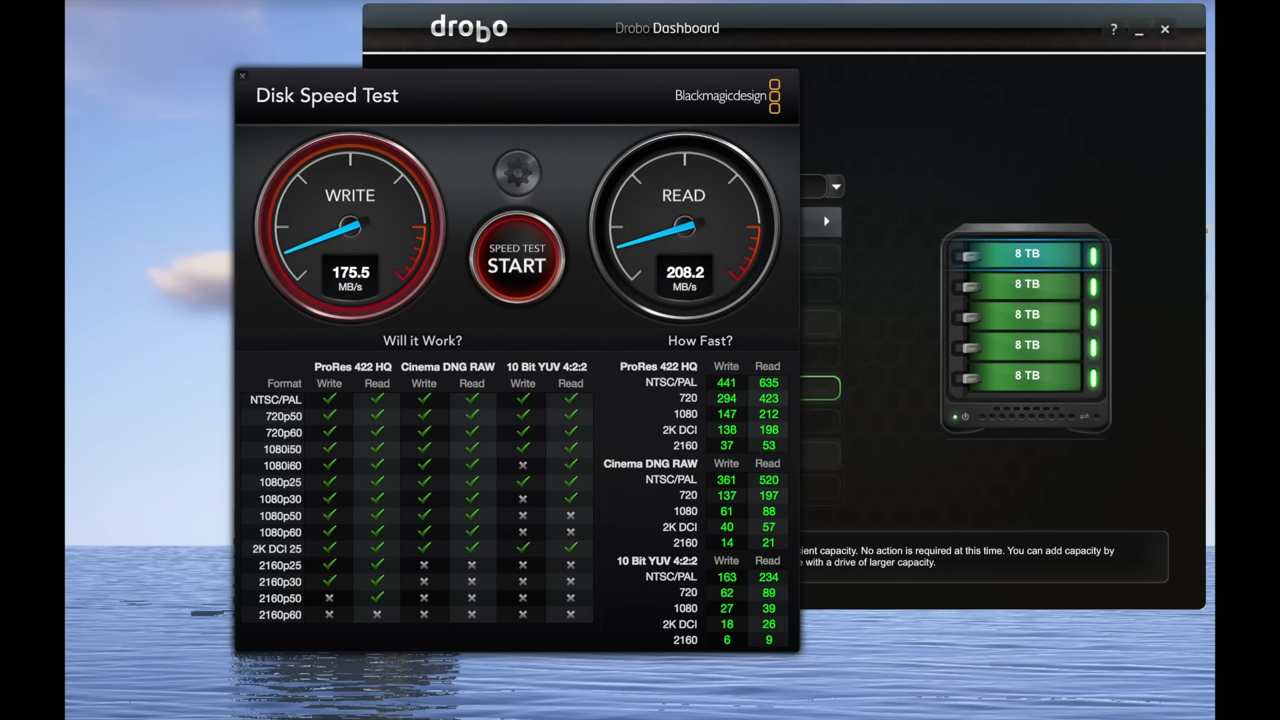 drobo
Drobo Dashboard
? _ ×
Disk Speed Test
Blackmagicdesign
WRITE
175.5
MB/s
SPEED TEST
START
READ
208.2
MB/s
Will it Work?
ProRes 422 HQ Cinema DNG RAW 10 Bit YUV 4:2:2
Format Write Read Write Read Write Read
NTSC/PAL ✓ ✓ ✓ ✓ ✓ ✓
720p50 ✓ ✓ ✓ ✓ ✓ ✓
720p60 ✓ ✓ ✓ ✓ ✓ ✓
1080i50 ✓ ✓ ✓ ✓ ✓ ✓
1080i60 ✓ ✓ ✓ ✓ × ✓
1080p25 ✓ ✓ ✓ ✓ ✓ ✓
1080p30 ✓ ✓ ✓ ✓ × ✓
1080p50 ✓ ✓ ✓ ✓ × ×
1080p60 ✓ ✓ ✓ ✓ × ×
2K DCI 25 ✓ ✓ ✓ ✓ ✓ ✓
2160p25 ✓ ✓ × × × ×
2160p30 ✓ ✓ × × × ×
2160p50 × ✓ × × × ×
2160p60 × × × × × ×
How Fast?
ProRes 422 HQ Write Read
NTSC/PAL 441 635
720 294 423
1080 147 212
2K DCI 138 198
2160 37 53
Cinema DNG RAW Write Read
NTSC/PAL 361 520
720 137 197
1080 61 88
2K DCI 40 57
2160 14 21
10 Bit YUV 4:2:2 Write Read
NTSC/PAL 163 234
720 62 89
1080 27 39
2K DCI 18 26
2160 6 9
8 TB
8 TB
8 TB
8 TB
8 TB
cient capacity. No action is required at this time. You can add capacity by
with a drive of larger capacity.